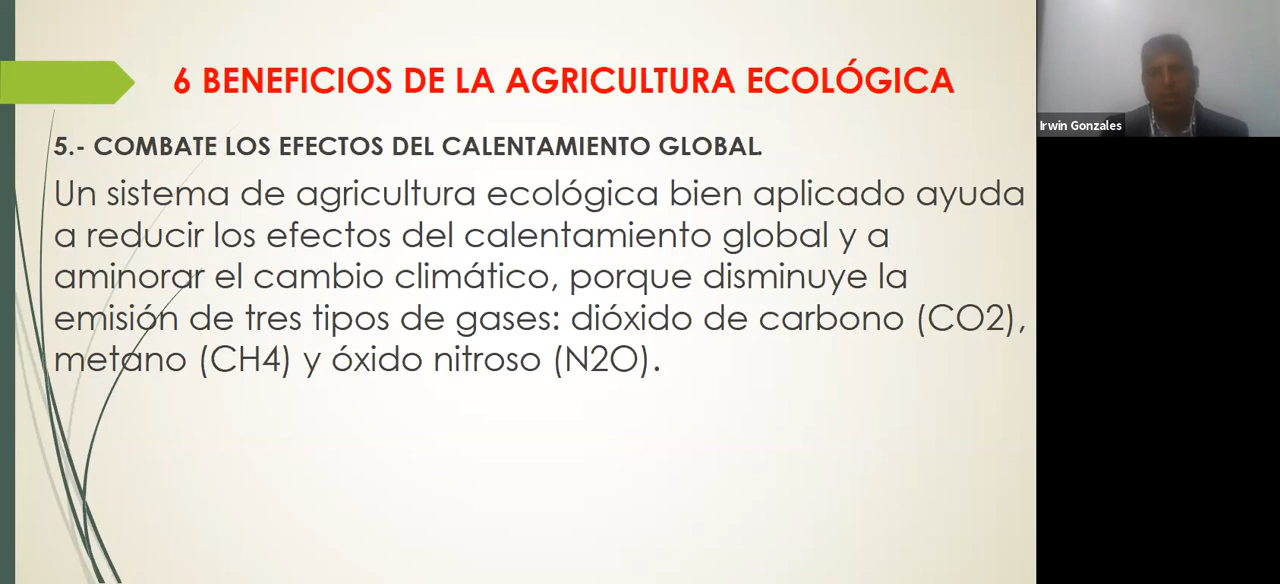 6 BENEFICIOS DE LA AGRICULTURA ECOLÓGICA
5.- COMBATE LOS EFECTOS DEL CALENTAMIENTO GLOBAL.
Un sistema de agricultura ecológica bien aplicado ayuda
a reducir los efectos del calentamiento global y a
aminorar el cambio climático, porque disminuye la
emisión de tres tipos de gases: dióxido de carbono (CO2),
metano (CH4) y óxido nitroso (N2O).
Irwin Gonzales